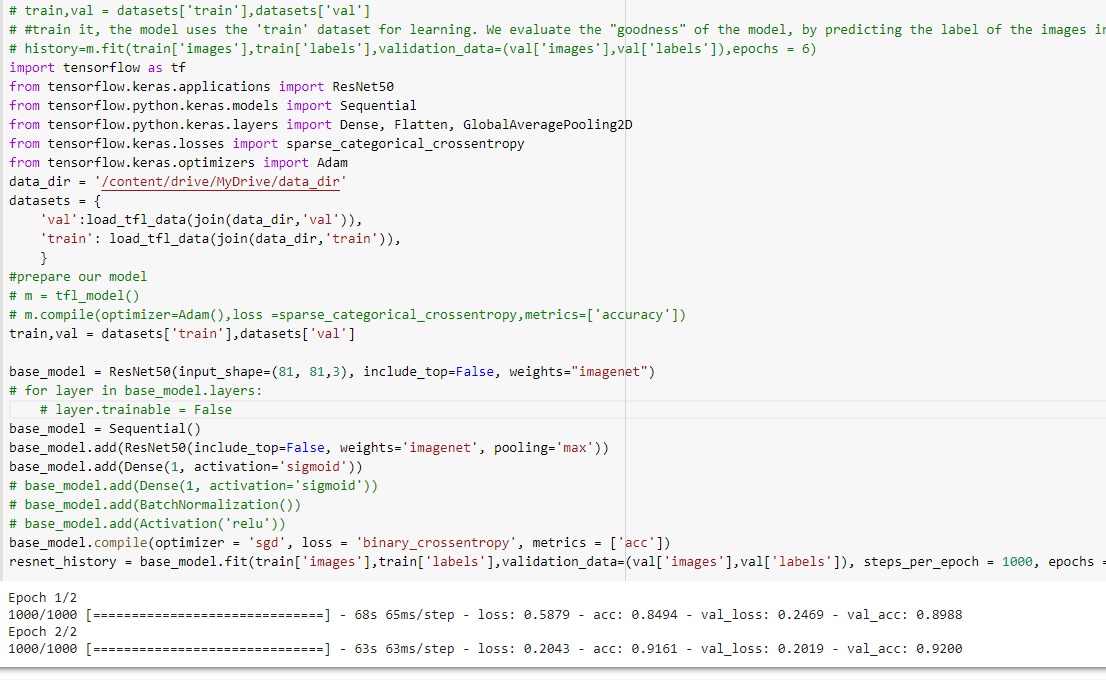 # train,val = datasets['train'],datasets['val']
# #train it, the model uses the 'train' dataset for learning. We evaluate the "goodness" of the model, by predicting the label of the images in
# history=m.fit(train['images'],train['labels'],validation_data=(val['images'],val['labels']),epochs = 6)
import tensorflow as tf
from tensorflow.keras.applications import ResNet50
from tensorflow.python.keras.models import Sequential
from tensorflow.python.keras.layers import Dense, Flatten, GlobalAveragePooling2D
from tensorflow.keras.losses import sparse_categorical_crossentropy
from tensorflow.keras.optimizers import Adam
data_dir = '/content/drive/MyDrive/data_dir'
datasets = {
    'val':load_tfl_data(join(data_dir,'val')),
    'train': load_tfl_data(join(data_dir,'train')),
    }
#prepare our model
# m = tfl_model()
# m.compile(optimizer=Adam(),loss =sparse_categorical_crossentropy,metrics=['accuracy'])
train,val = datasets['train'],datasets['val']
base_model = ResNet50(input_shape=(81, 81,3), include_top=False, weights="imagenet")
# for layer in base_model.layers:
    # layer.trainable = False
base_model = Sequential()
base_model.add(ResNet50(include_top=False, weights='imagenet', pooling='max'))
base_model.add(Dense(1, activation='sigmoid'))
# base_model.add(Dense(1, activation='sigmoid'))
# base_model.add(BatchNormalization())
# base_model.add(Activation('relu'))
base_model.compile(optimizer = 'sgd', loss = 'binary_crossentropy', metrics = ['acc'])
resnet_history = base_model.fit(train['images'],train['labels'],validation_data=(val['images'],val['labels']), steps_per_epoch = 1000, epochs =
Epoch 1/2
1000/1000 [==============================] - 68s 65ms/step - loss: 0.5879 - acc: 0.8494 - val_loss: 0.2469 - val_acc: 0.8988
Epoch 2/2
1000/1000 [==============================] - 63s 63ms/step - loss: 0.2043 - acc: 0.9161 - val_loss: 0.2019 - val_acc: 0.9200